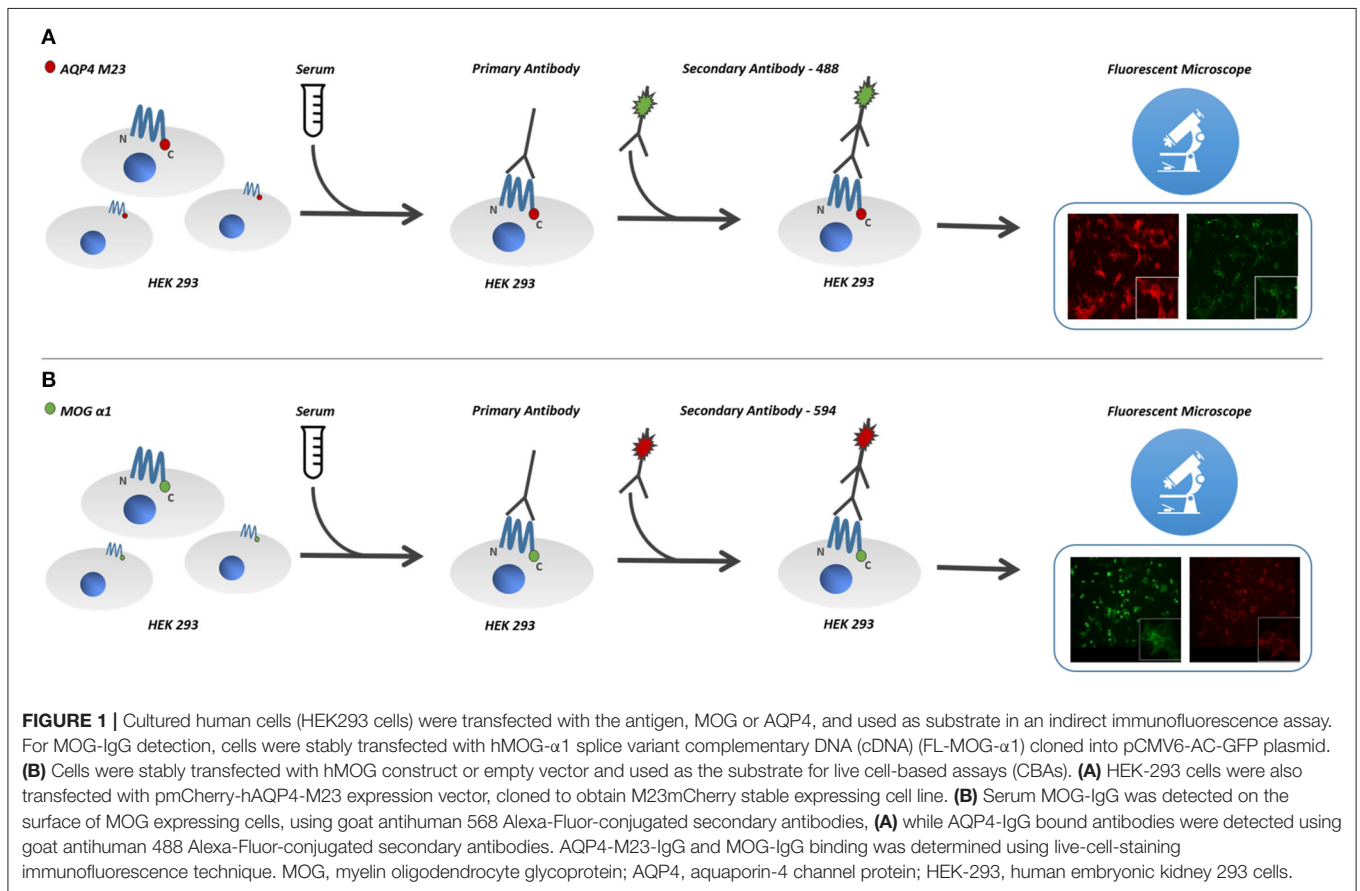 A
AQP4 M23
Serum
Primary Antibody
Secondary Antibody - 488
Fluorescent Microscope
N
C
N
C
N
C
HEK 293
HEK 293
HEK 293
B
MOG α1
Serum
Primary Antibody
Secondary Antibody - 594
Fluorescent Microscope
N
C
N
C
N
C
HEK 293
HEK 293
HEK 293
FIGURE 1 | Cultured human cells (HEK293 cells) were transfected with the antigen, MOG or AQP4, and used as substrate in an indirect immunofluorescence assay.
For MOG-IgG detection, cells were stably transfected with hMOG-α1 splice variant complementary DNA (cDNA) (FL-MOG-α1) cloned into pCMV6-AC-GFP plasmid.
(B) Cells were stably transfected with hMOG construct or empty vector and used as the substrate for live cell-based assays (CBAs). (A) HEK-293 cells were also
transfected with pmCherry-hAQP4-M23 expression vector, cloned to obtain M23mCherry stable expressing cell line. (B) Serum MOG-IgG was detected on the
surface of MOG expressing cells, using goat antihuman 568 Alexa-Fluor-conjugated secondary antibodies, (A) while AQP4-IgG bound antibodies were detected using
goat antihuman 488 Alexa-Fluor-conjugated secondary antibodies. AQP4-M23-IgG and MOG-IgG binding was determined using live-cell-staining
immunofluorescence technique. MOG, myelin oligodendrocyte glycoprotein; AQP4, aquaporin-4 channel protein; HEK-293, human embryonic kidney 293 cells.